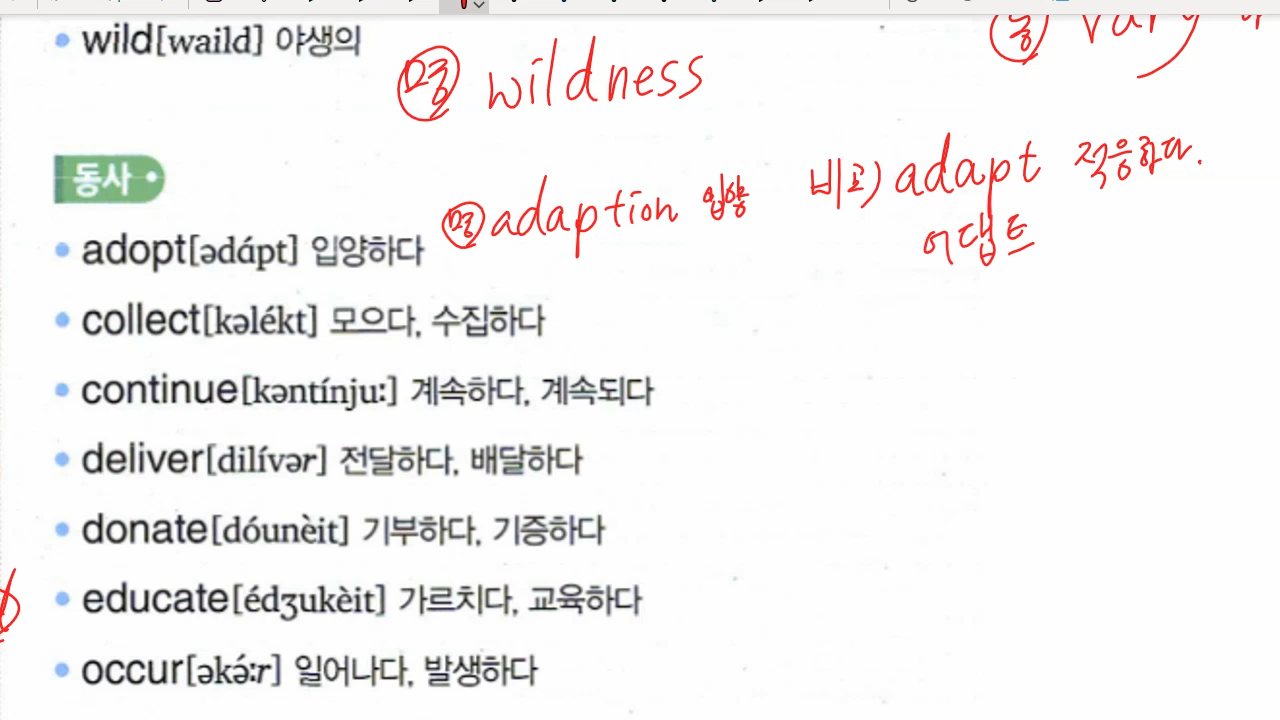 wild[waild] 야생의
명 wildness
동 vary
동사
adopt[ədápt] 입양하다
명 adaption 입양
비교) adapt 적응하다.
어댑트
collect[kəlékt] 모으다, 수집하다
continue[kəntínjuː] 계속하다, 계속되다
deliver[dilívər] 전달하다, 배달하다
donate[dóunèit] 기부하다, 기증하다
educate[édʒukèit] 가르치다, 교육하다
occur[əkə́ːr] 일어나다, 발생하다